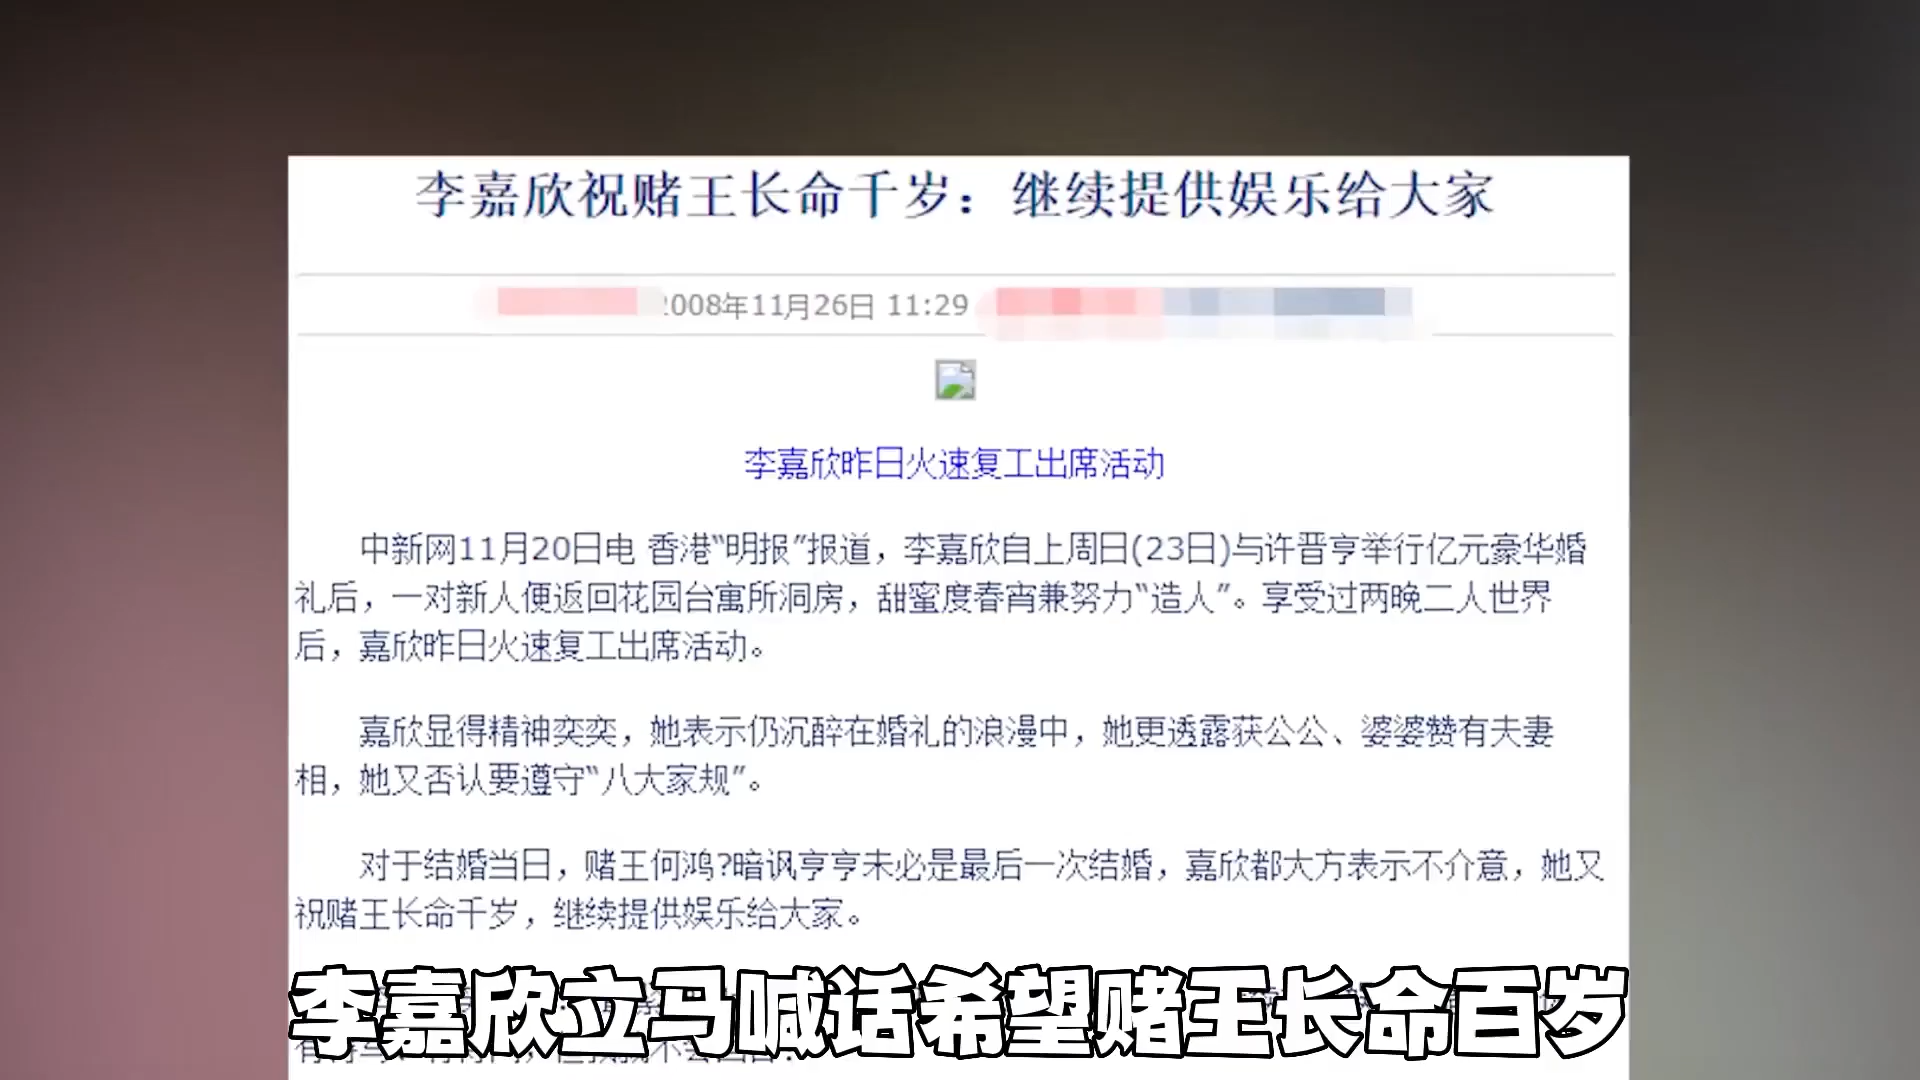 李嘉欣祝赌王长命千岁：继续提供娱乐给大家
2008年11月26日 11:29
李嘉欣昨日火速复工出席活动
中新网11月20日电 香港“明报”报道，李嘉欣自上周日(23日)与许晋亨举行亿元豪华婚
礼后，一对新人便返回花园台寓所洞房，甜蜜度春宵兼努力“造人”。享受过两晚二人世界
后，嘉欣昨日火速复工出席活动。
嘉欣显得精神奕奕，她表示仍沉醉在婚礼的浪漫中，她更透露获公公、婆婆赞有夫妻
相，她又否认要遵守“八大家规”。
对于结婚当日，赌王何鸿?暗讽亨亨未必是最后一次结婚，嘉欣都大方表示不介意，她又
祝赌王长命千岁，继续提供娱乐给大家。
李嘉欣立马喊话希望赌王长命百岁